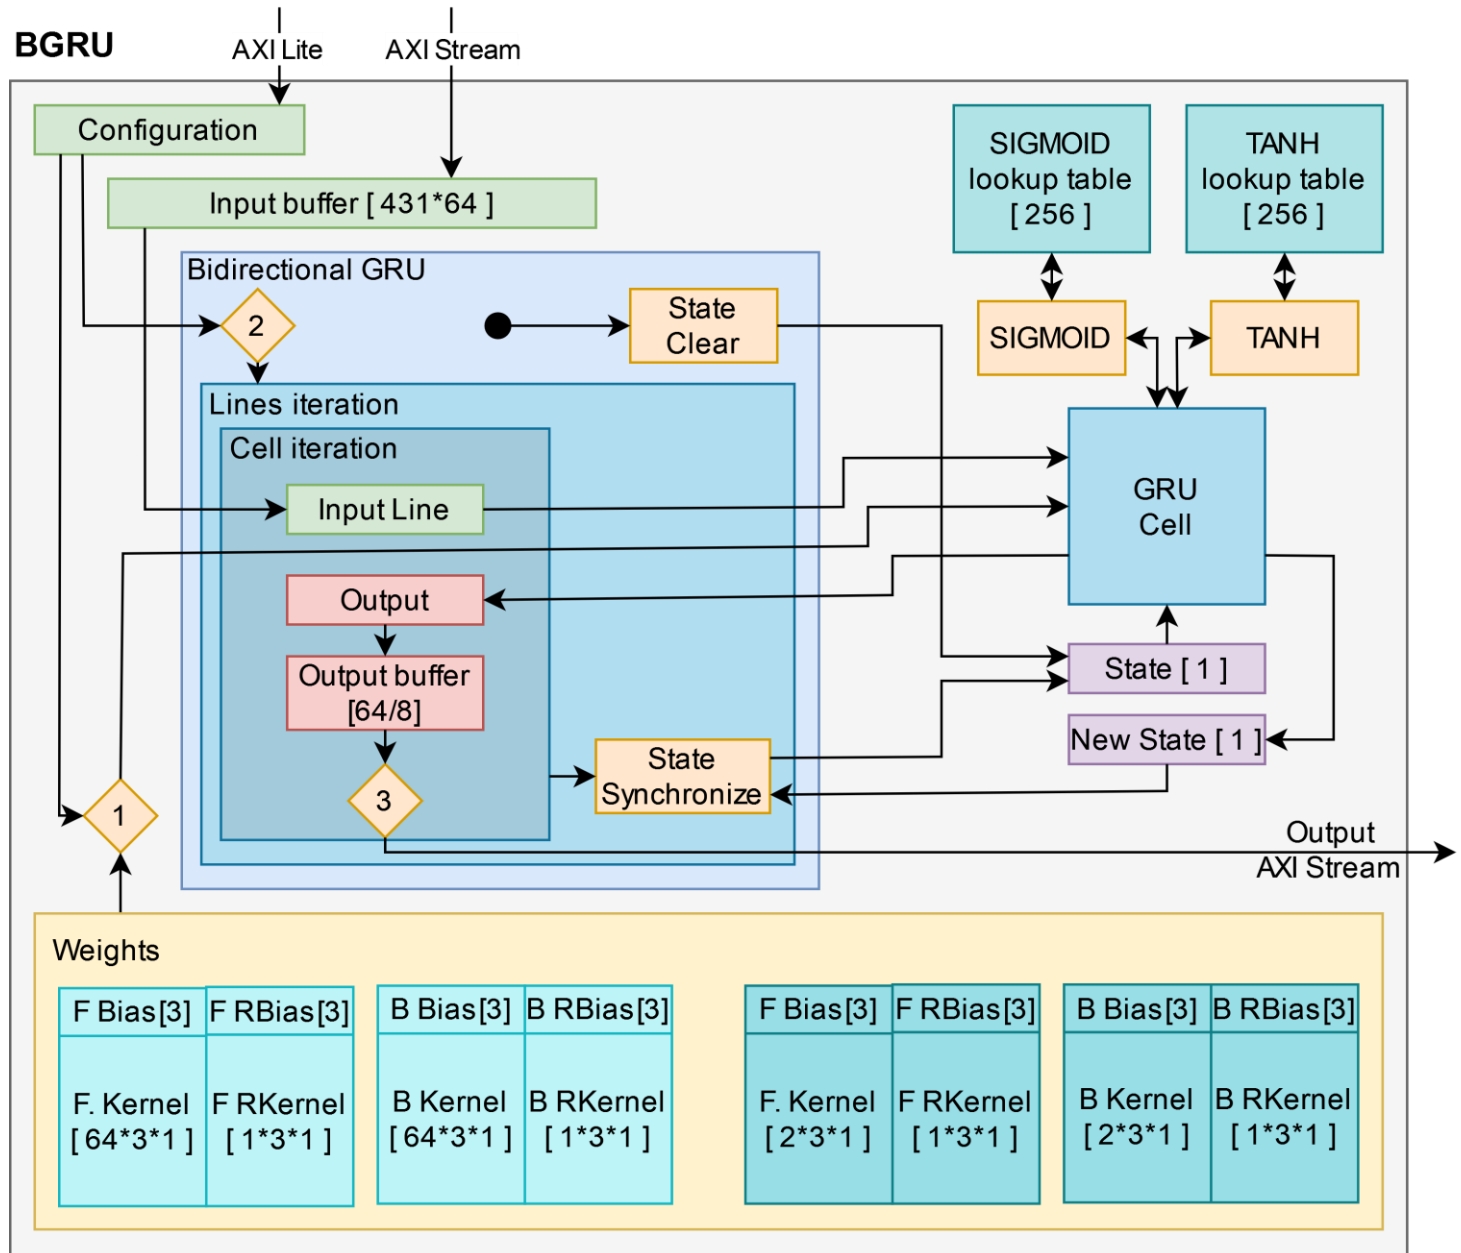 BGRU
AXI Lite
AXI Stream
Configuration
Input buffer [ 431*64 ]
SIGMOID
lookup table
[ 256 ]
TANH
lookup table
[ 256 ]
Bidirectional GRU
2
State
Clear
SIGMOID
TANH
Lines iteration
Cell iteration
Input Line
GRU
Cell
Output
Output buffer
[64/8]
State [ 1 ]
New State [ 1 ]
State
Synchronize
3
1
Output
AXI Stream
Weights
F Bias[3]
F RBias[3]
B Bias[3]
B RBias[3]
F Bias[3]
F RBias[3]
B Bias[3]
B RBias[3]
F. Kernel
[ 64*3*1 ]
F RKernel
[ 1*3*1 ]
B Kernel
[ 64*3*1 ]
B RKernel
[ 1*3*1 ]
F. Kernel
[ 2*3*1 ]
F RKernel
[ 1*3*1 ]
B Kernel
[ 2*3*1 ]
B RKernel
[ 1*3*1 ]